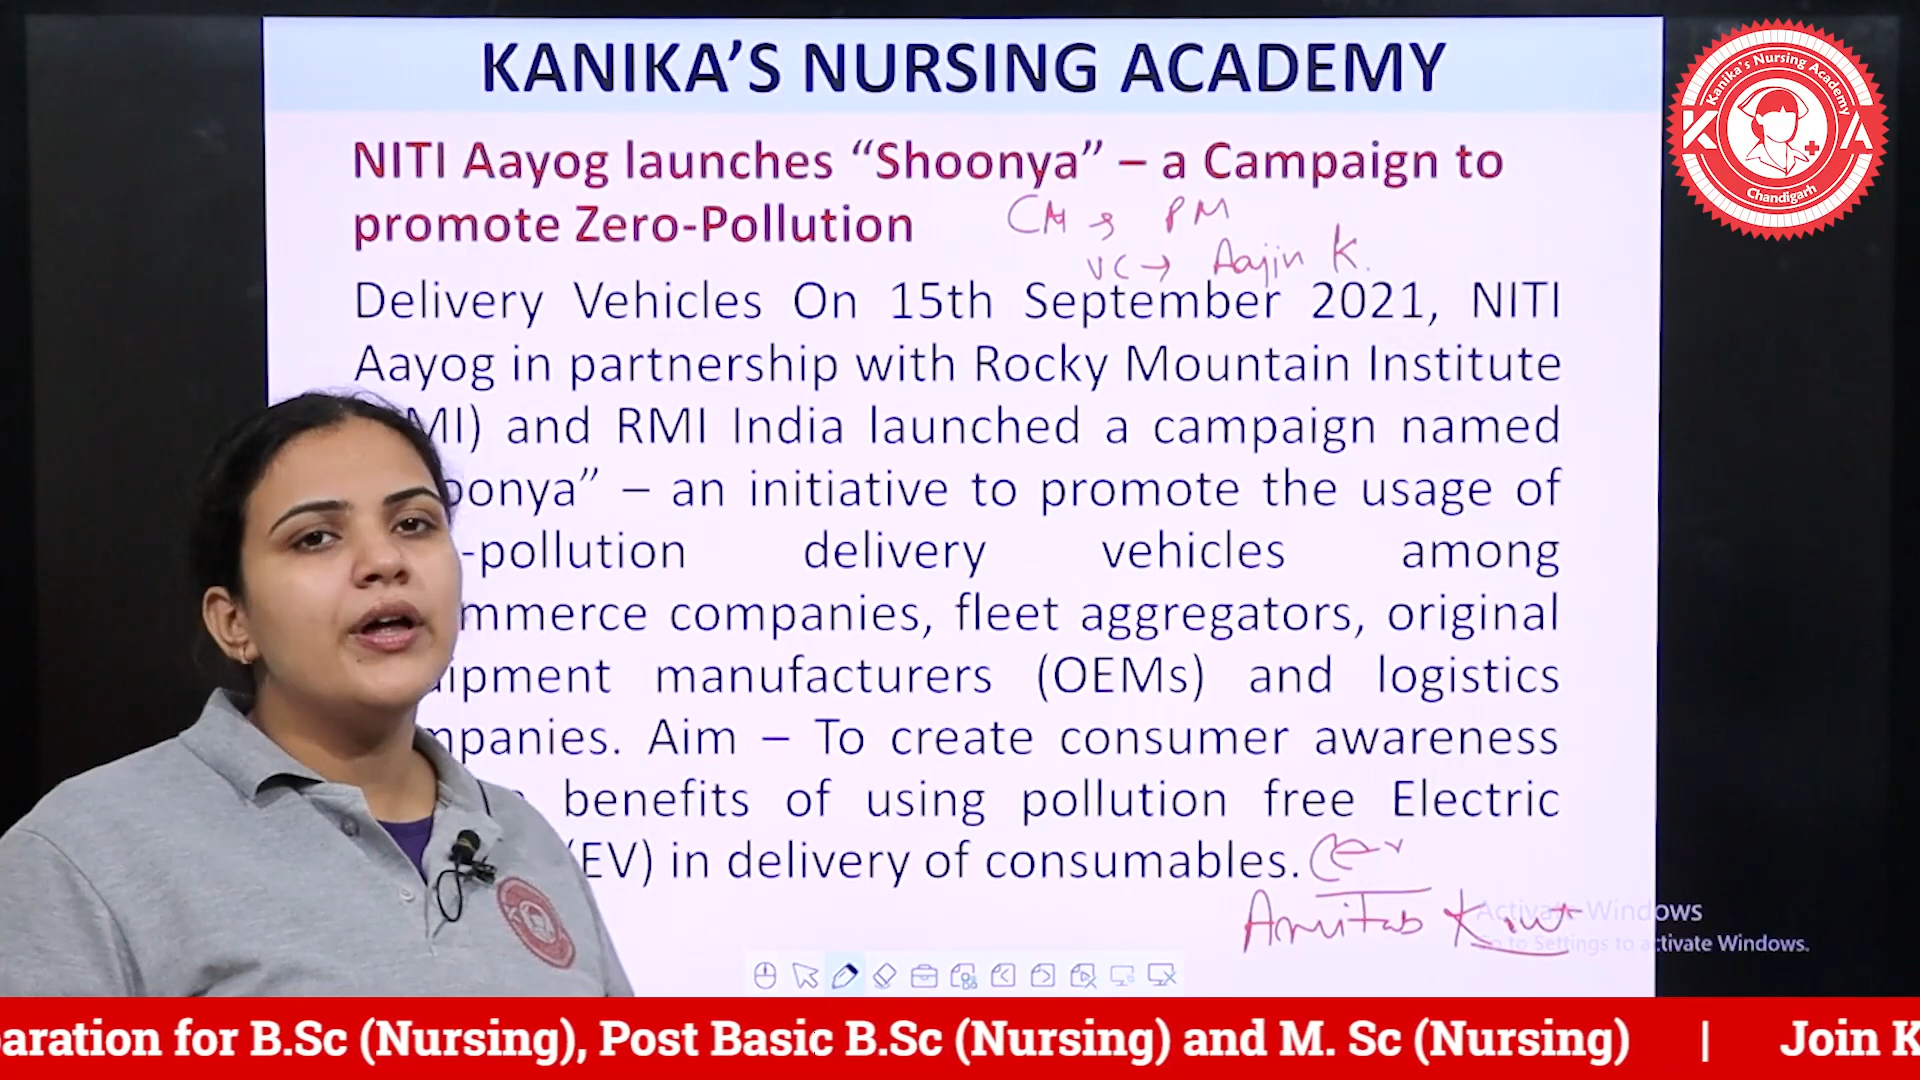 KANIKA'S NURSING ACADEMY
Kanika's Nursing Academy
K A
Chandigarh
NITI Aayog launches “Shoonya” – a Campaign to
promote Zero-Pollution
CM → PM
VC → Aajin K.
Delivery Vehicles On 15th September 2021, NITI
Aayog in partnership with Rocky Mountain Institute
MI) and RMI India launched a campaign named
oonya” – an initiative to promote the usage of
-pollution delivery vehicles among
mmerce companies, fleet aggregators, original
ipment manufacturers (OEMs) and logistics
mpanies. Aim – To create consumer awareness
benefits of using pollution free Electric
(EV) in delivery of consumables.
Amitab Kant
Activate Windows
Go to Settings to activate Windows.
paration for B.Sc (Nursing), Post Basic B.Sc (Nursing) and M. Sc (Nursing) | Join K